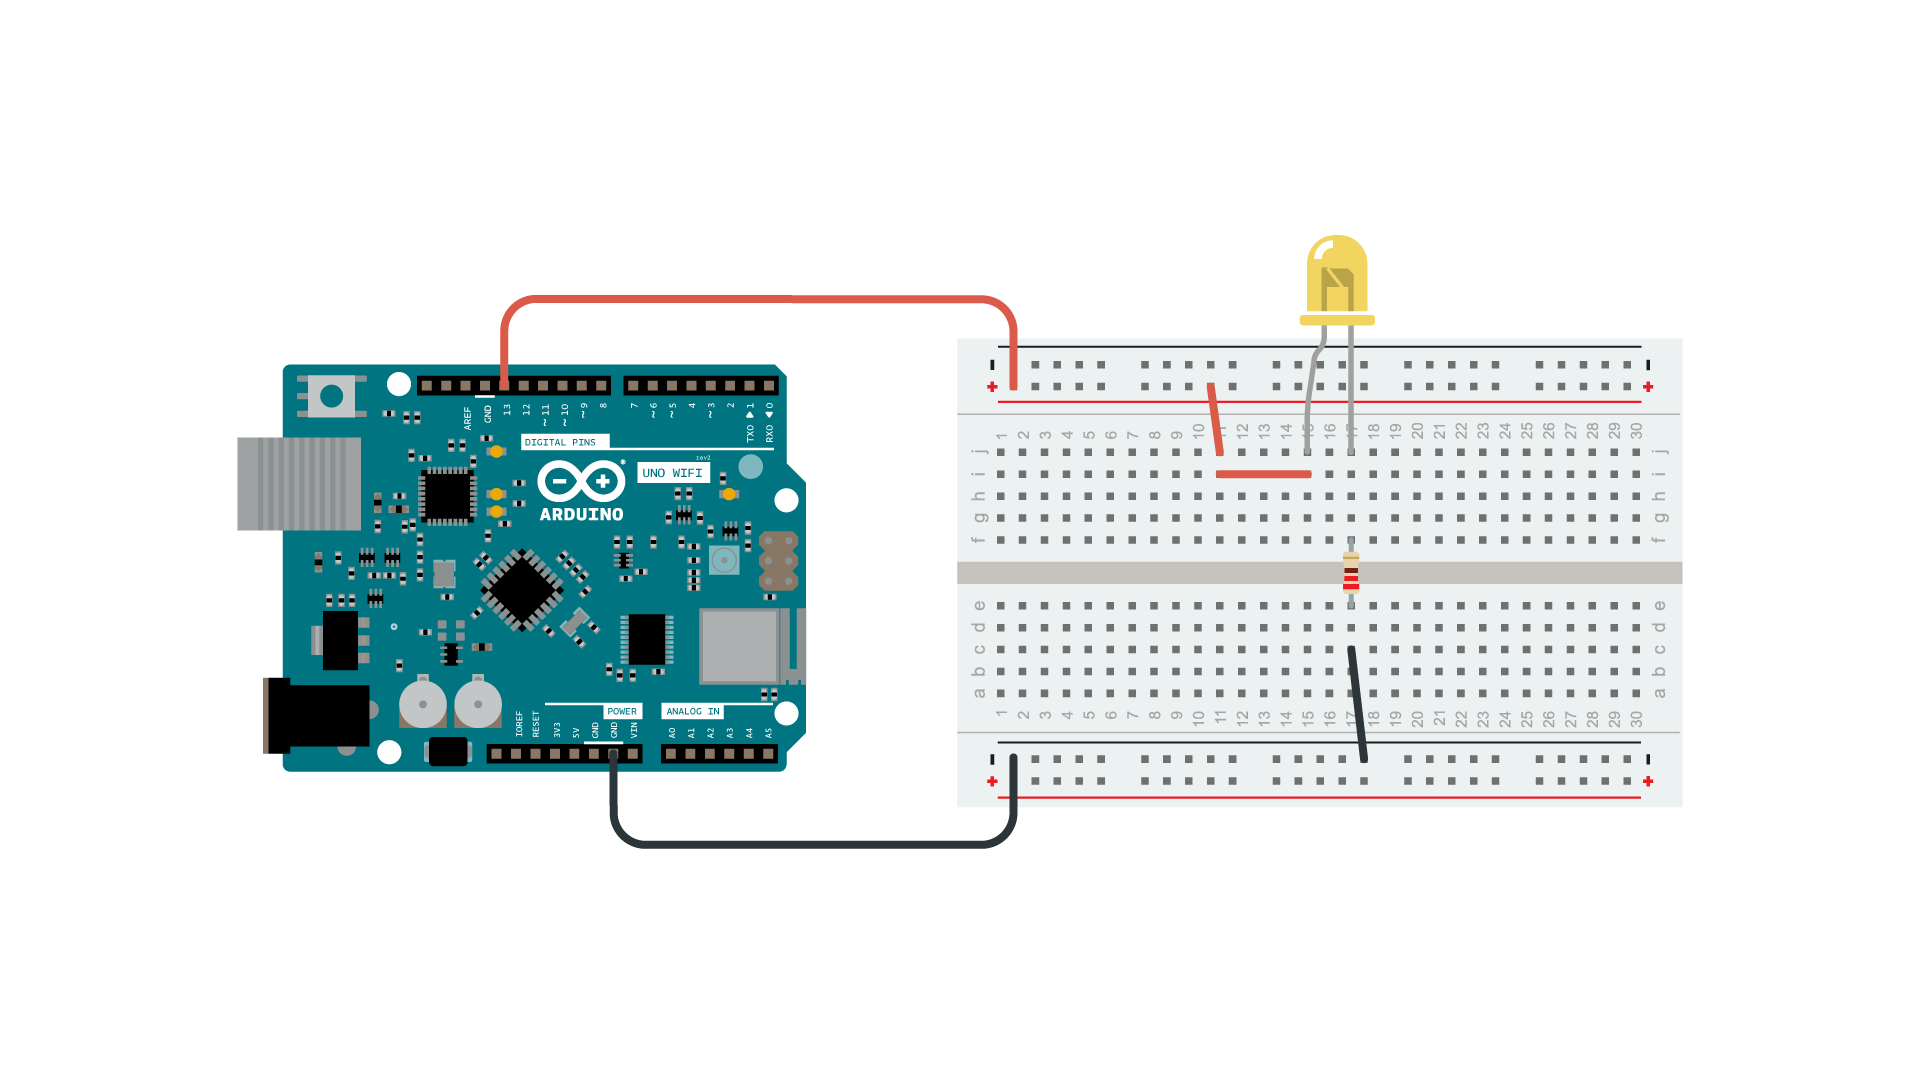 AREF GND 13 12 ~11 ~10 ~9 8 7 ~6 ~5 4 ~3 2 TX0▶1 RX0◀0
DIGITAL PINS
rev2
UNO WIFI
®
ARDUINO
POWER
ANALOG IN
IOREF RESET 3V3 5V GND GND VIN A0 A1 A2 A3 A4 A5
- -
+ +
1 2 3 4 5 6 7 8 9 10 11 12 13 14 15 16 17 18 19 20 21 22 23 24 25 26 27 28 29 30
j j
i i
h h
g g
f f
e e
d d
c c
b b
a a
1 2 3 4 5 6 7 8 9 10 11 12 13 14 15 16 17 18 19 20 21 22 23 24 25 26 27 28 29 30
- -
+ +